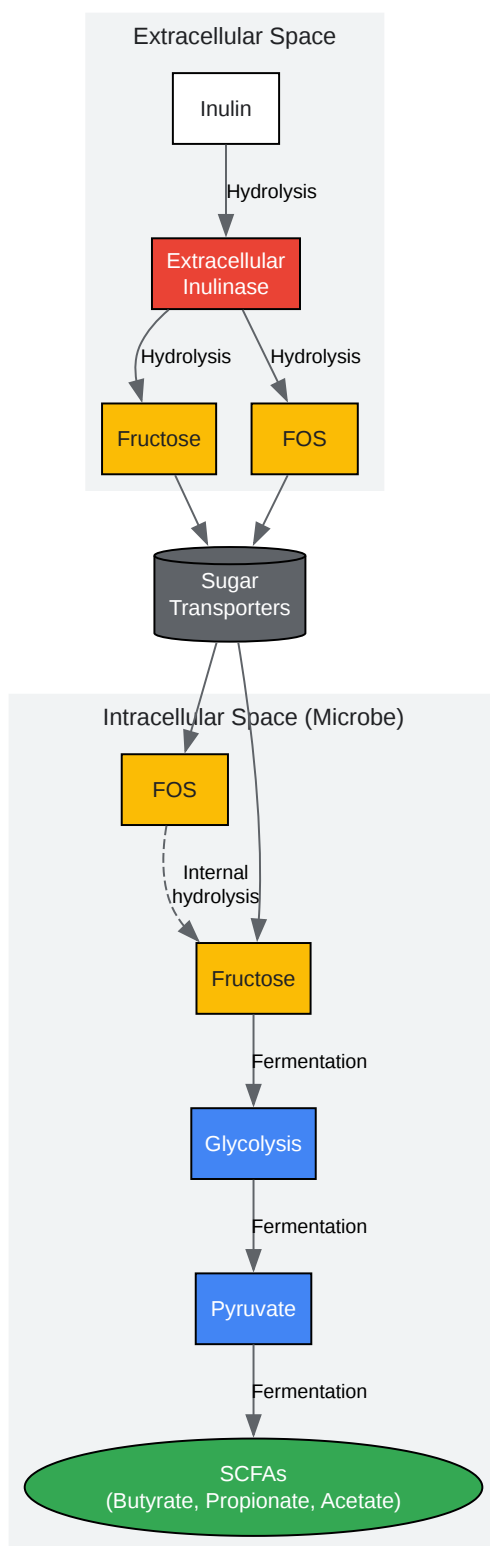 Extracellular Space
Inulin
Hydrolysis
Extracellular
Inulinase
Hydrolysis
Hydrolysis
Fructose
FOS
Sugar
Transporters
Intracellular Space (Microbe)
FOS
Internal
hydrolysis
Fructose
Fermentation
Glycolysis
Fermentation
Pyruvate
Fermentation
SCFAs
(Butyrate, Propionate, Acetate)